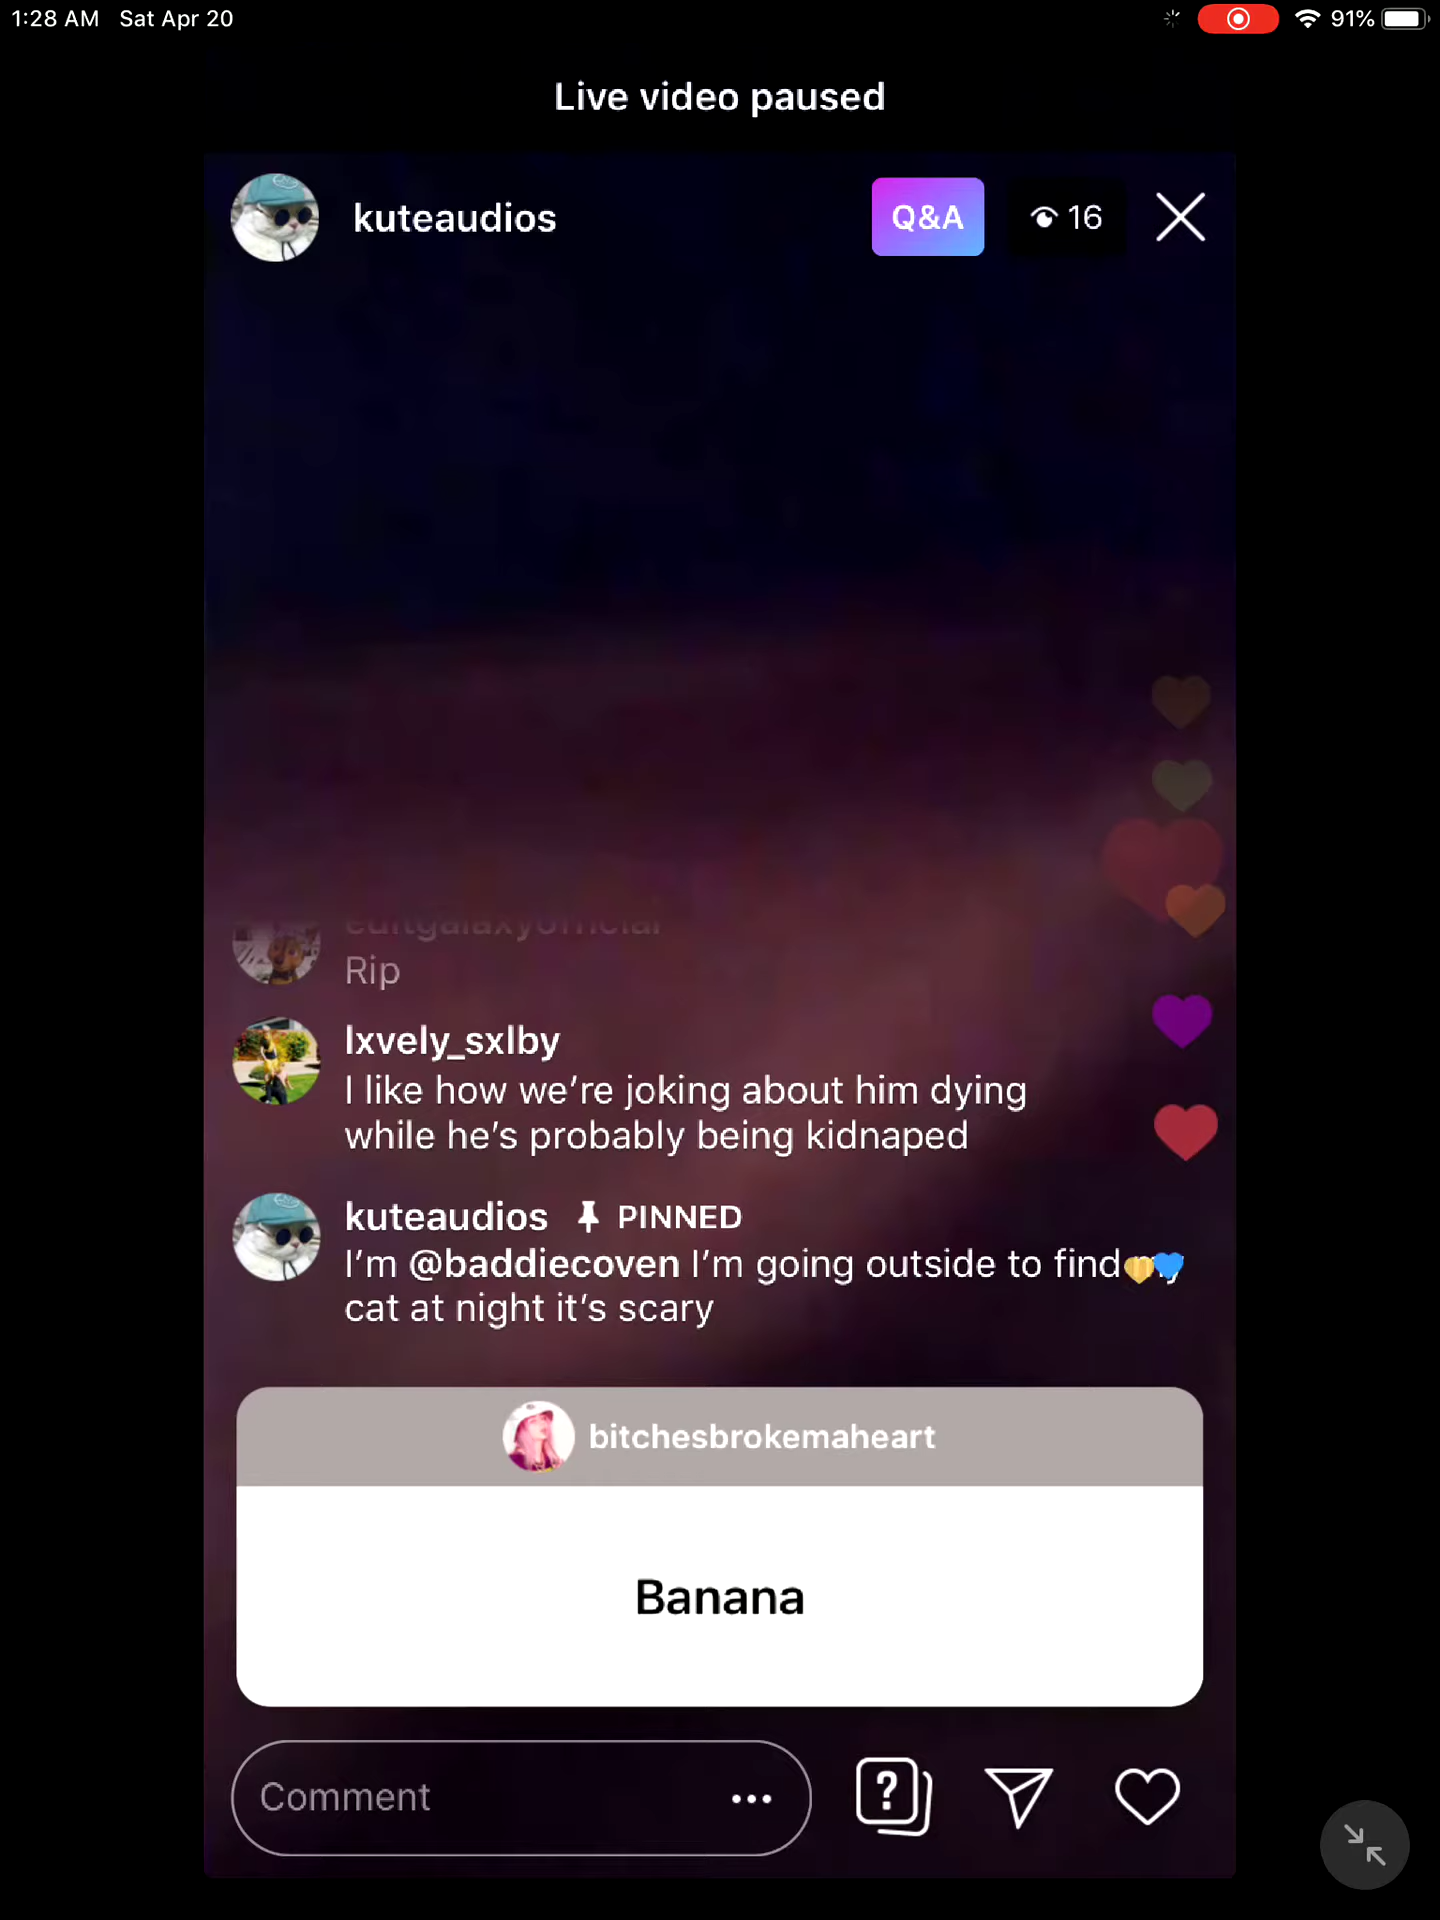 1:28 AM Sat Apr 20
91%
Live video paused
kuteaudios
Q&A
16
editgalaxyofficial
Rip
lxvely_sxlby
I like how we're joking about him dying
while he's probably being kidnaped
kuteaudios PINNED
I'm @baddiecoven I'm going outside to find my
cat at night it's scary
bitchesbrokemaheart
Banana
Comment
?